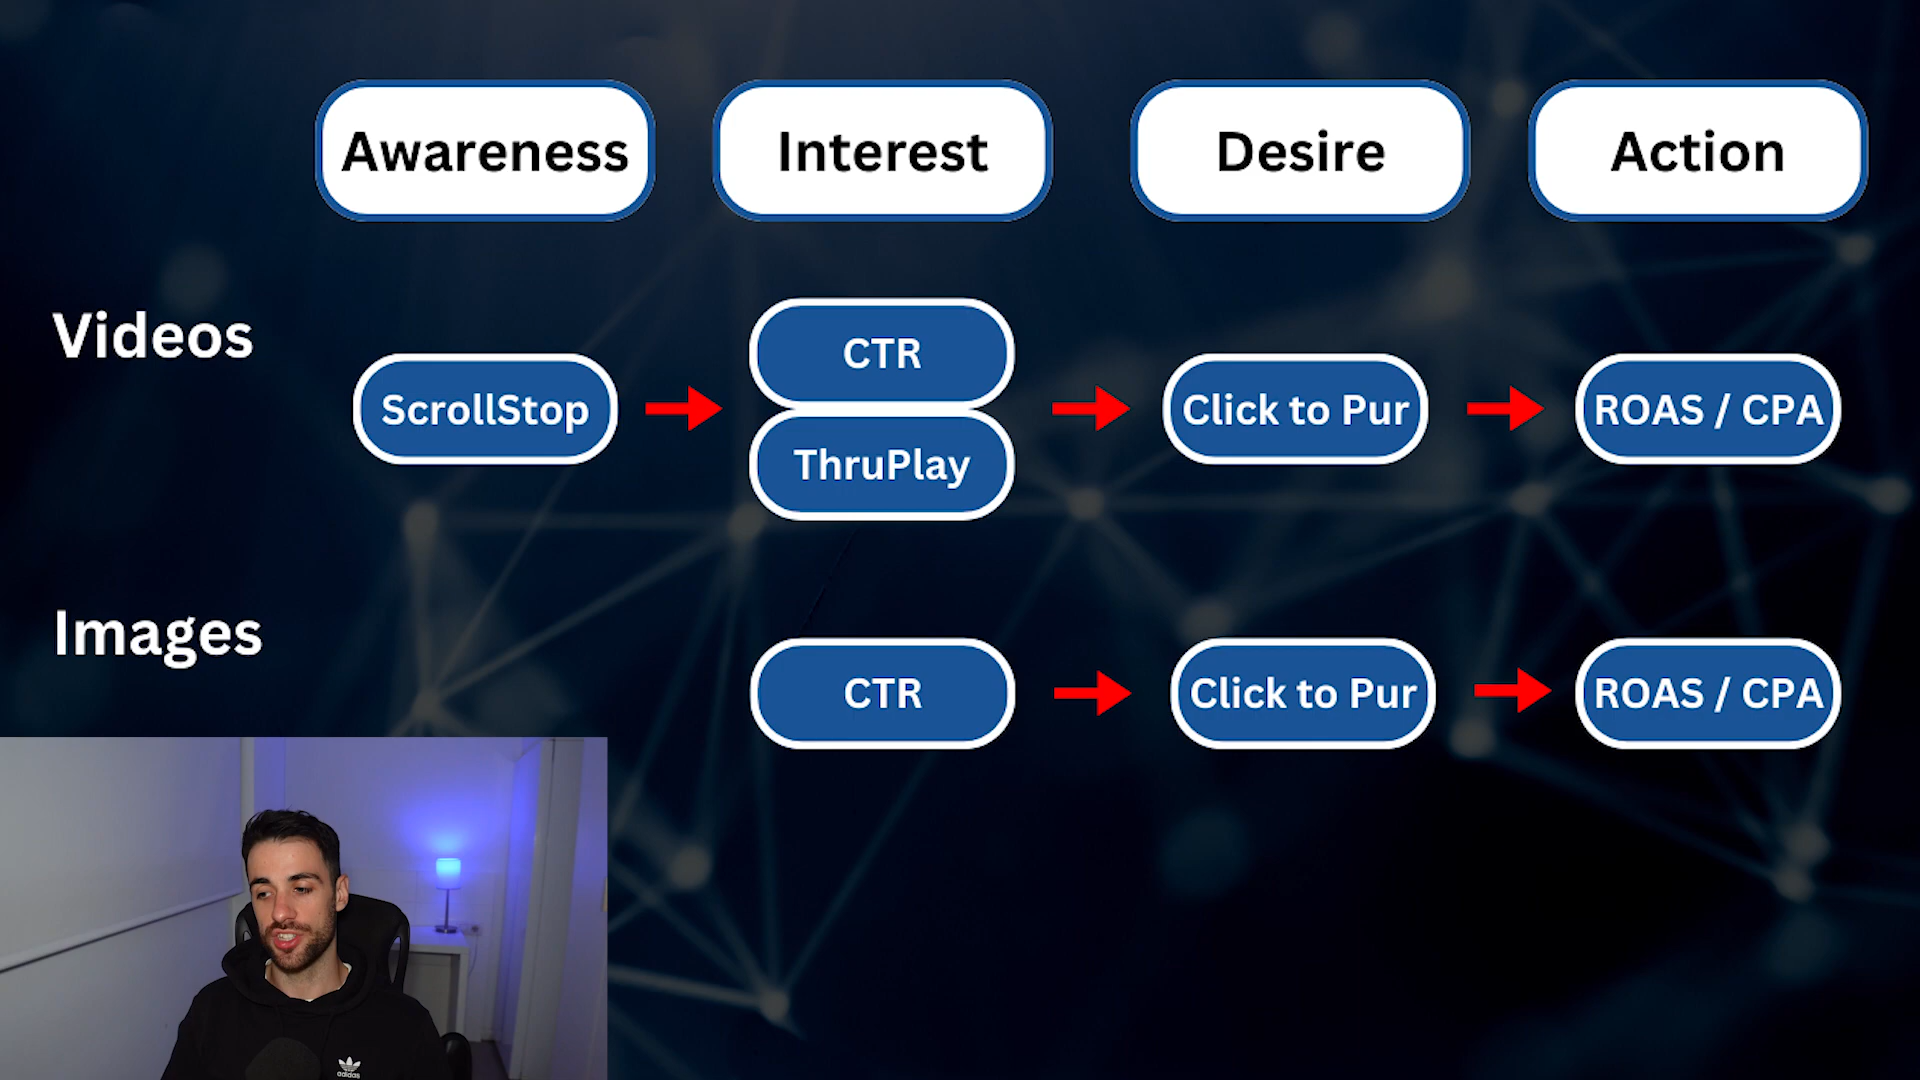 Awareness
Interest
Desire
Action
Videos
ScrollStop
CTR
ThruPlay
Click to Pur
ROAS / CPA
Images
CTR
Click to Pur
ROAS / CPA
adidas